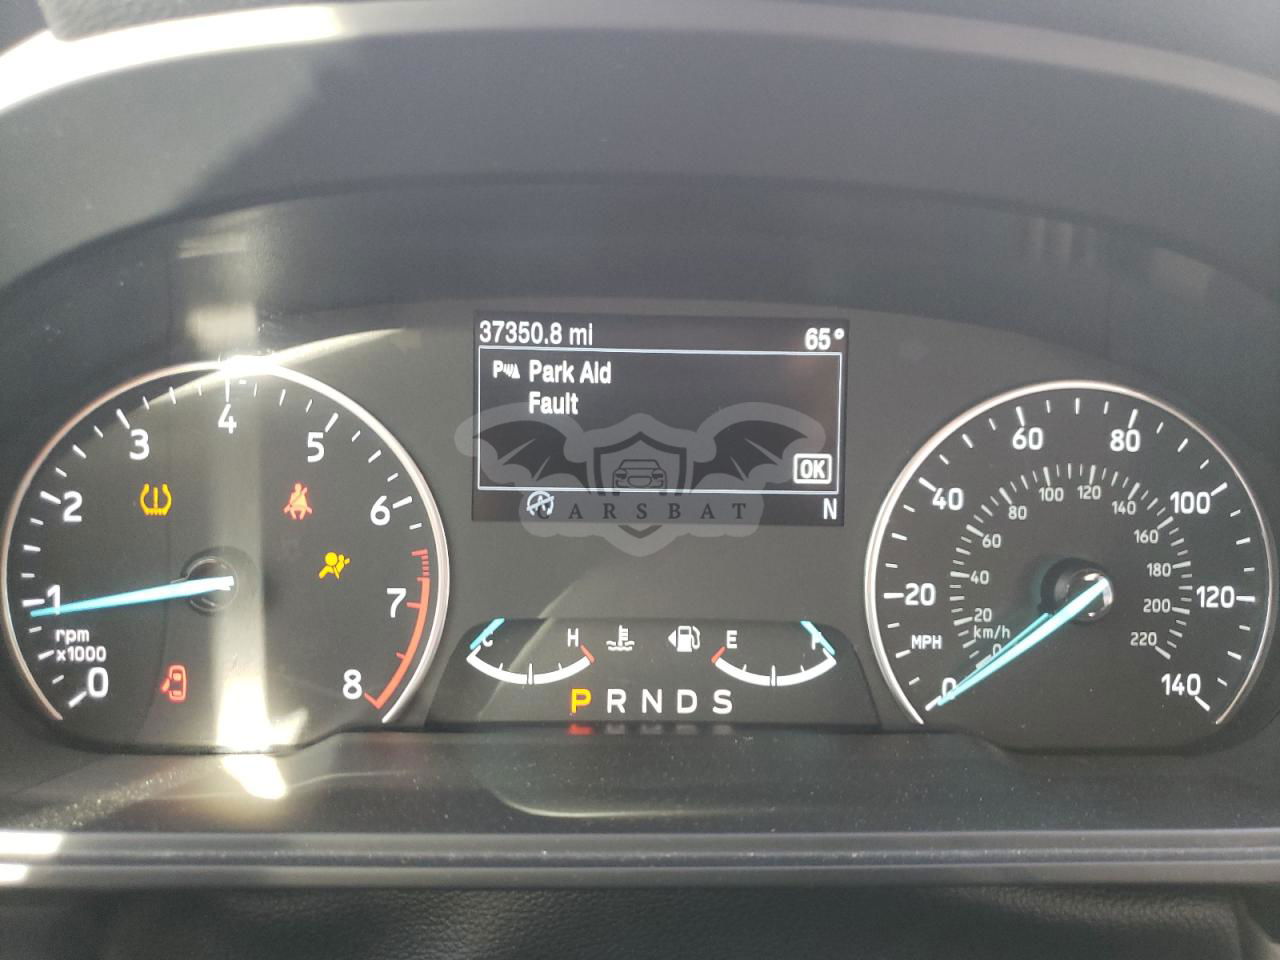 37350.8 mi 65°
P Park Aid
Fault
OK
N
CARSBAT
0 1 2 3 4 5 6 7 8
rpm
x1000
C H E F
P R N D S
0 20 40 60 80 100 120 140
MPH
0 20 40 60 80 100 120 140 160 180 200 220
km/h